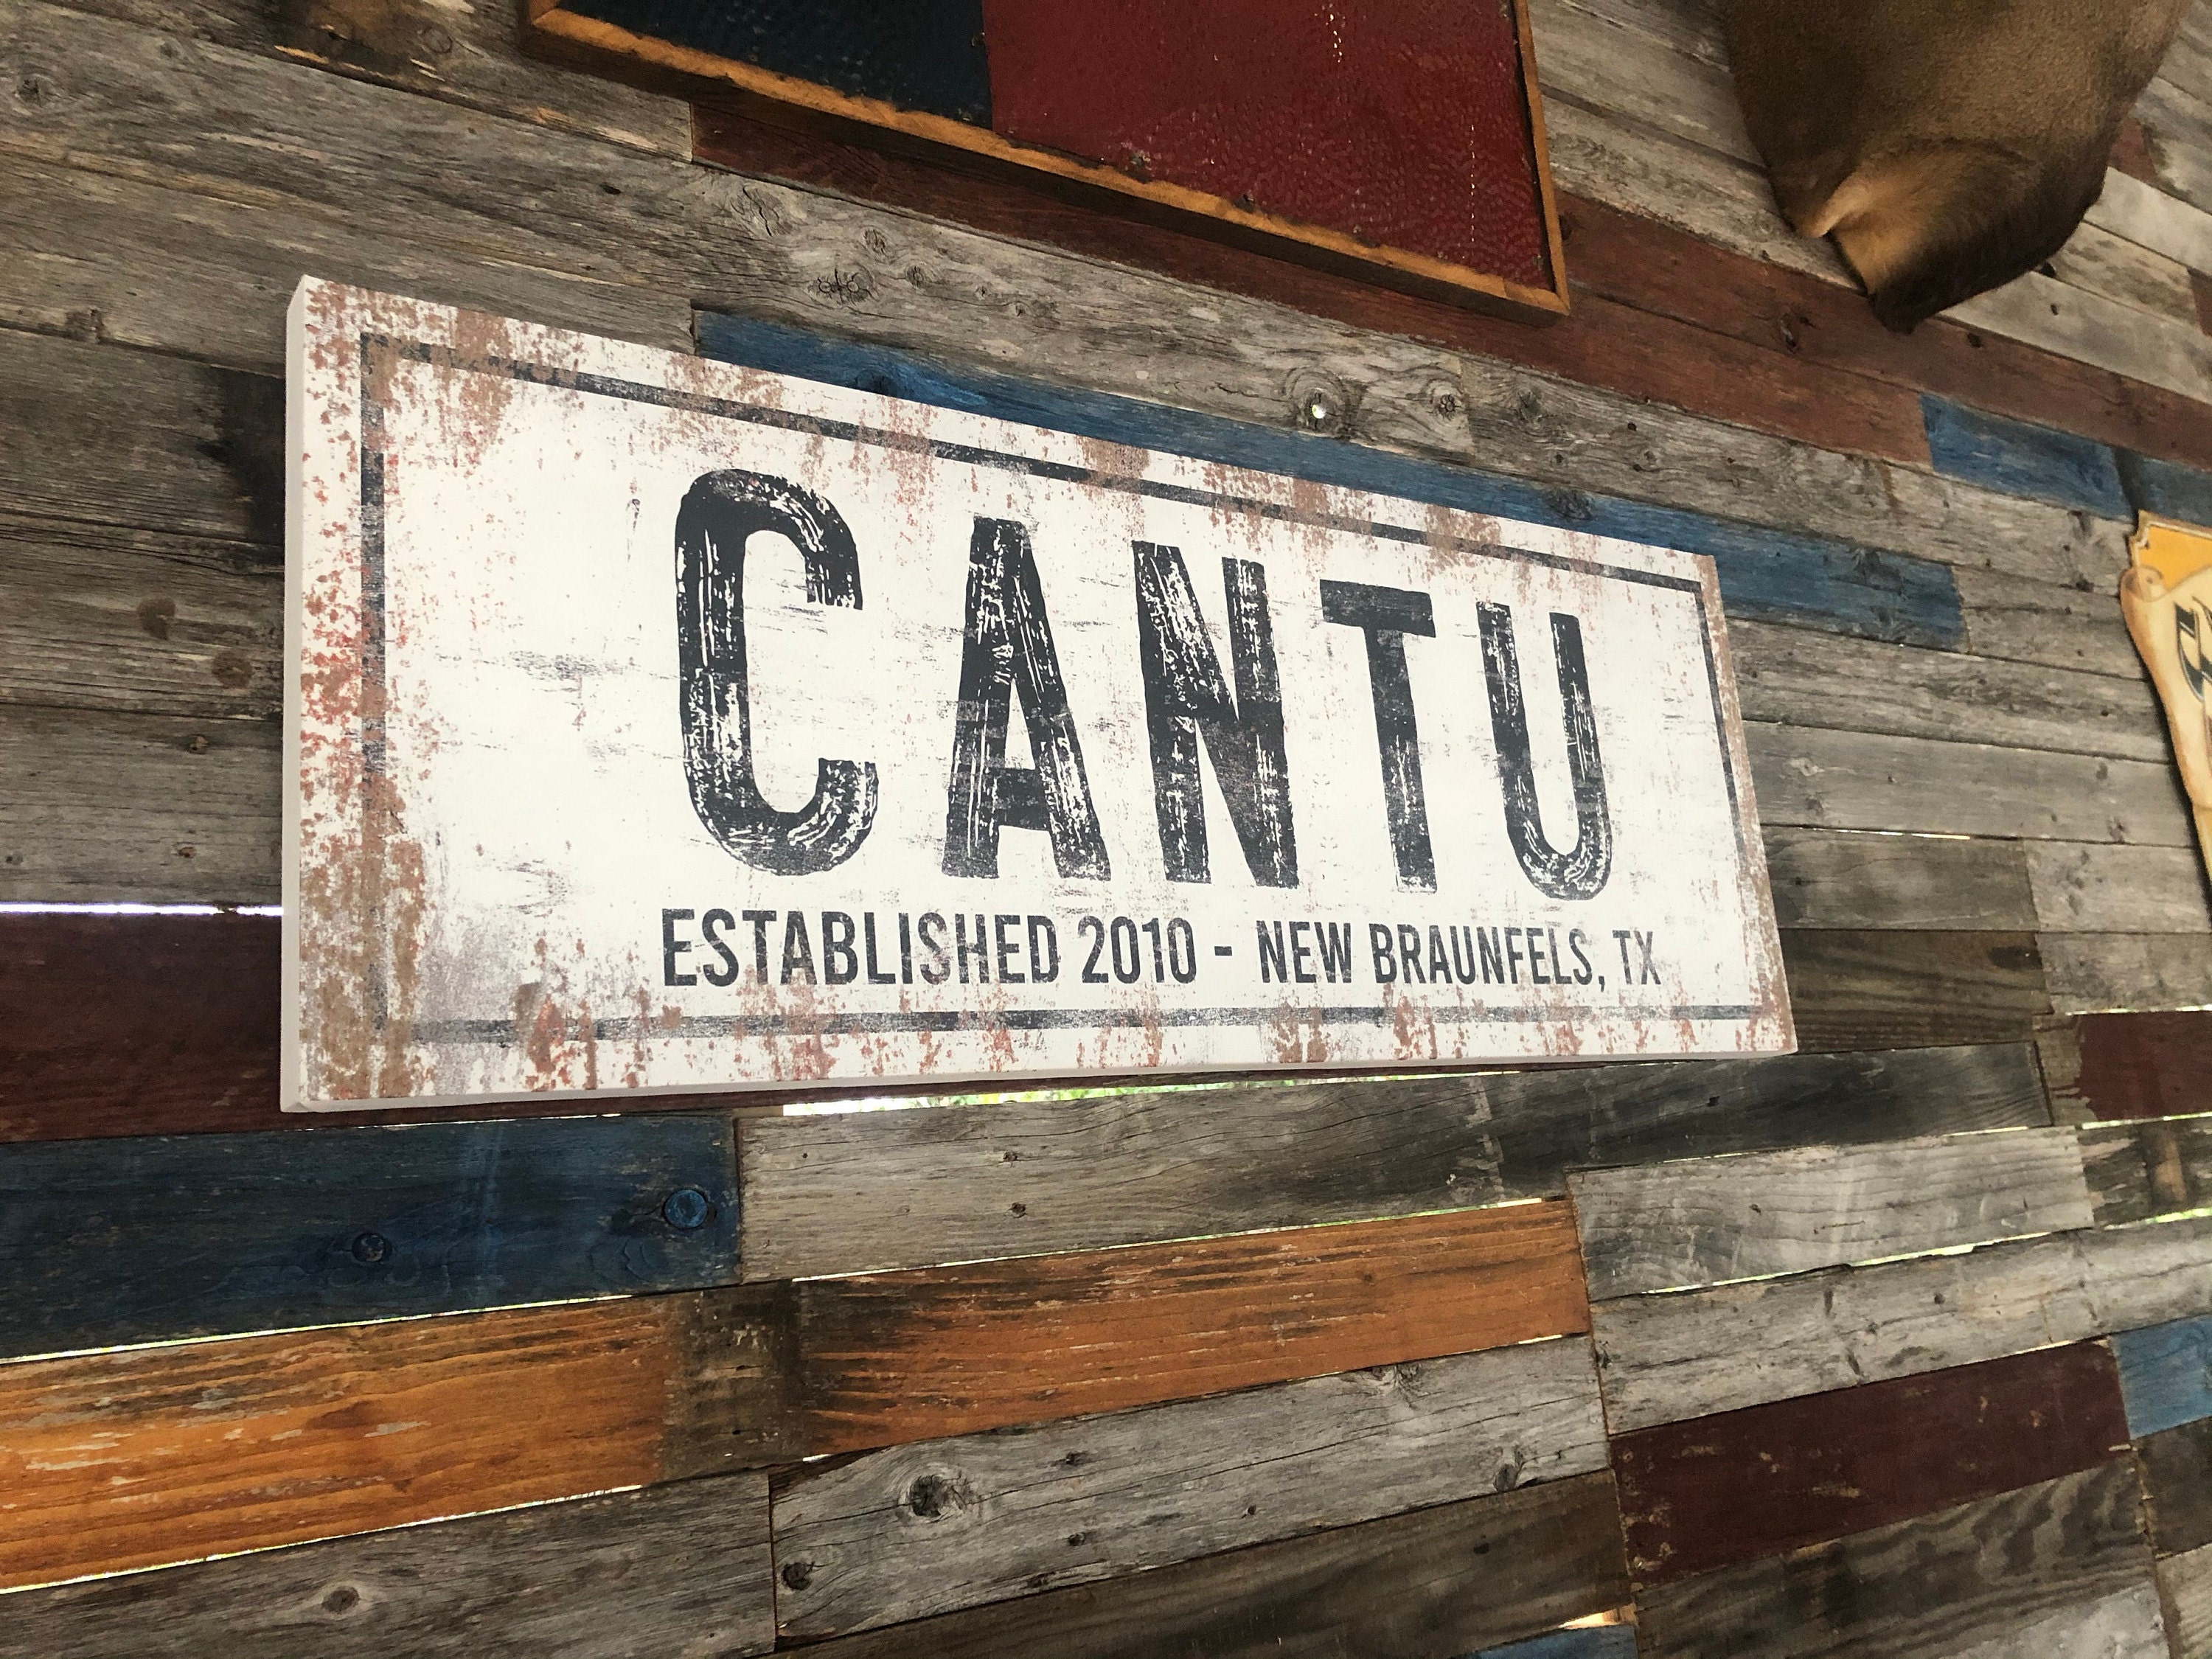 CANTU
ESTABLISHED 2010 - NEW BRAUNFELS, TX